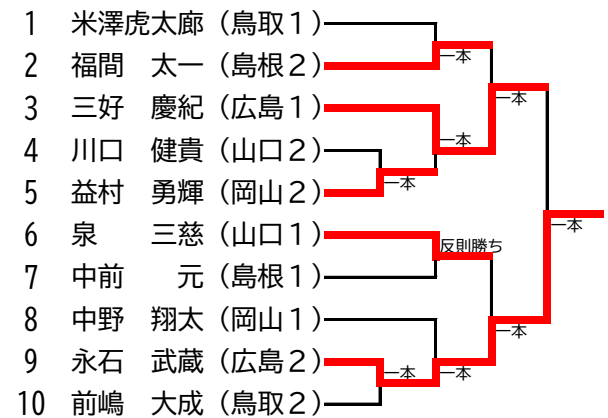 1 米澤虎太廊（鳥取１）
2 福間　太一（島根２）
3 三好　慶紀（広島１）
4 川口　健貴（山口２）
5 益村　勇輝（岡山２）
6 泉　　三慈（山口１）
7 中前　　元（島根１）
8 中野　翔太（岡山１）
9 永石　武蔵（広島２）
10 前嶋　大成（鳥取２）
一本
一本
一本
一本
反則勝ち
一本
一本
一本
一本